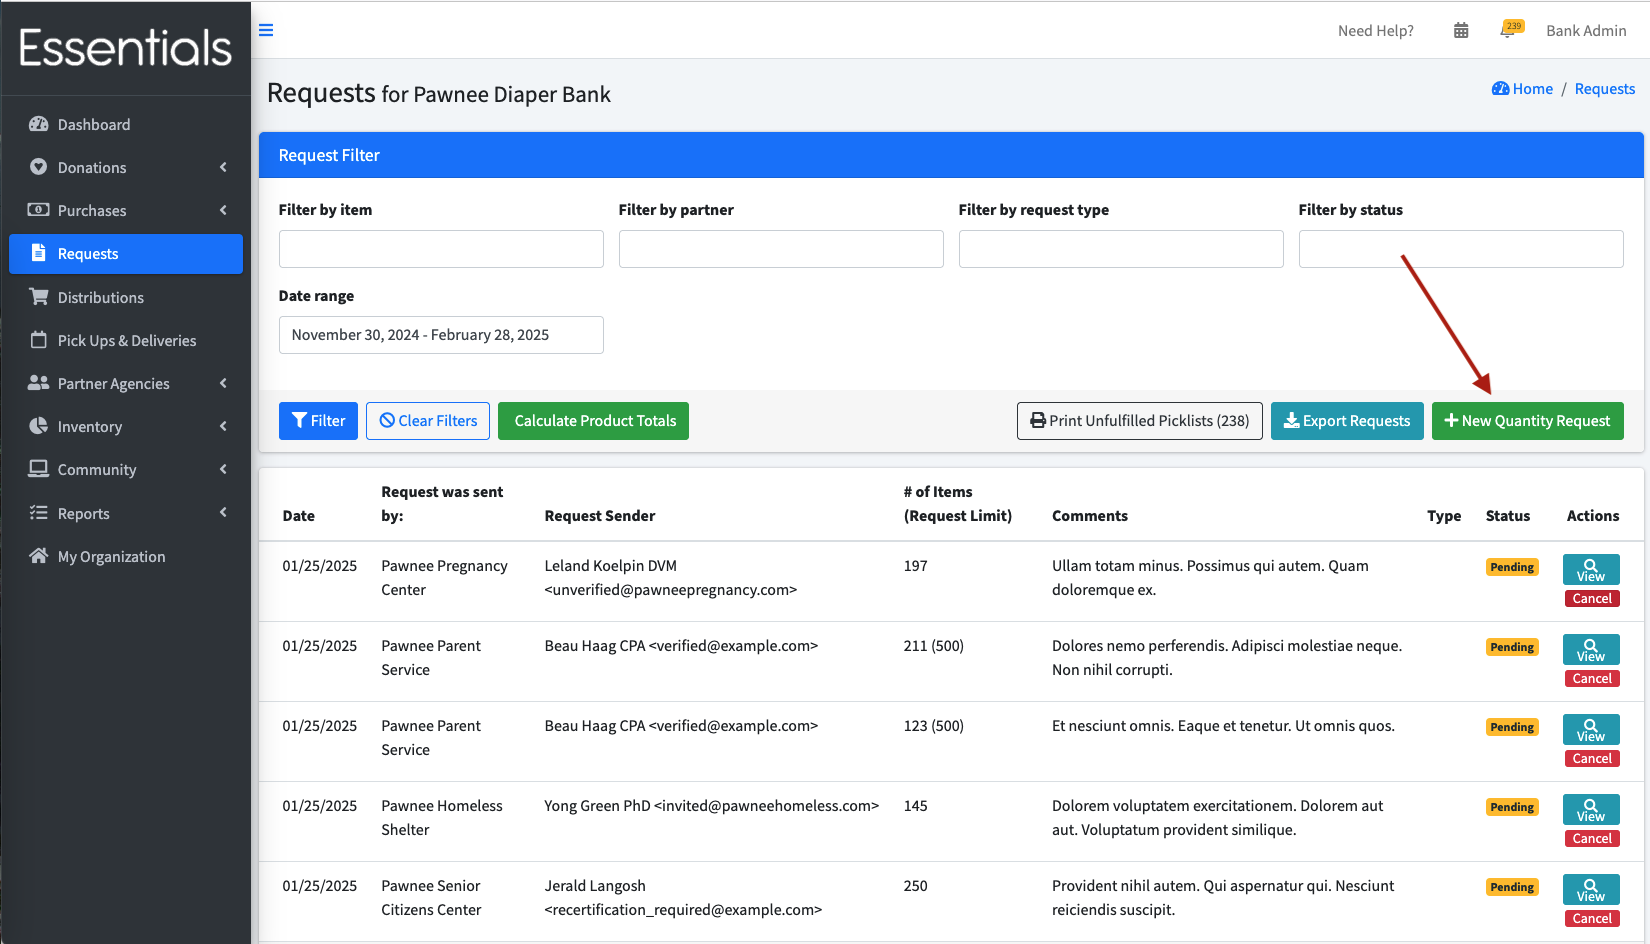 Essentials
Need Help?
239
Bank Admin
Dashboard
Donations
Purchases
Requests
Distributions
Pick Ups & Deliveries
Partner Agencies
Inventory
Community
Reports
My Organization
Requests for Pawnee Diaper Bank
Home / Requests
Request Filter
Filter by item
Filter by partner
Filter by request type
Filter by status
Date range
November 30, 2024 - February 28, 2025
Filter
Clear Filters
Calculate Product Totals
Print Unfulfilled Picklists (238)
Export Requests
New Quantity Request
Date
Request was sent
by:
Request Sender
# of Items
(Request Limit)
Comments
Type
Status
Actions
01/25/2025
Pawnee Pregnancy
Center
Leland Koelpin DVM
<unverified@pawneepregnancy.com>
197
Ullam totam minus. Possimus qui autem. Quam
doloremque ex.
Pending
View
Cancel
01/25/2025
Pawnee Parent
Service
Beau Haag CPA <verified@example.com>
211 (500)
Dolores nemo perferendis. Adipisci molestiae neque.
Non nihil corrupti.
Pending
View
Cancel
01/25/2025
Pawnee Parent
Service
Beau Haag CPA <verified@example.com>
123 (500)
Et nesciunt omnis. Eaque et tenetur. Ut omnis quos.
Pending
View
Cancel
01/25/2025
Pawnee Homeless
Shelter
Yong Green PhD <invited@pawneehomeless.com>
145
Dolorem voluptatem exercitationem. Dolorem aut
aut. Voluptatum provident similique.
Pending
View
Cancel
01/25/2025
Pawnee Senior
Citizens Center
Jerald Langosh
<recertification_required@example.com>
250
Provident nihil autem. Qui aspernatur qui. Nesciunt
reiciendis suscipit.
Pending
View
Cancel